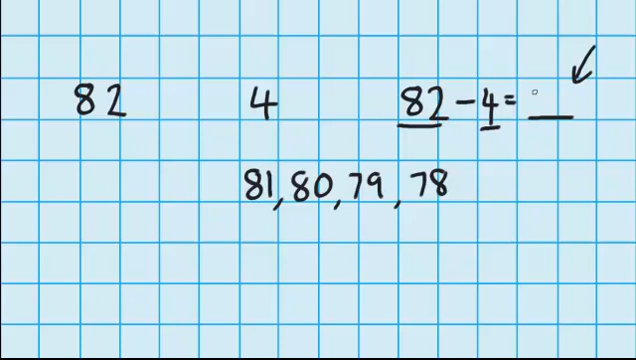 82 4 82-4=__
81, 80, 79, 78